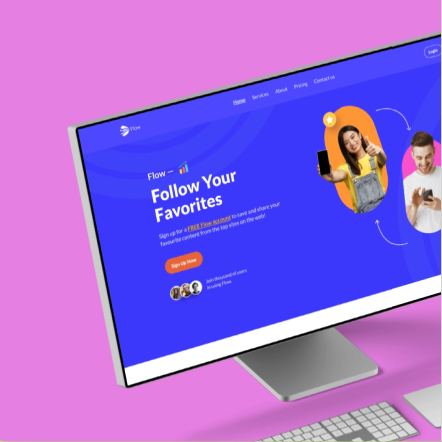 Flow
Home Services About Pricing Contact us
Login
Flow –
Follow Your
Favorites
Sign up for a FREE Flow account to save and share your
favourite content from the top sites on the web!
Sign Up Now
Join thousand of users
in using Flow.